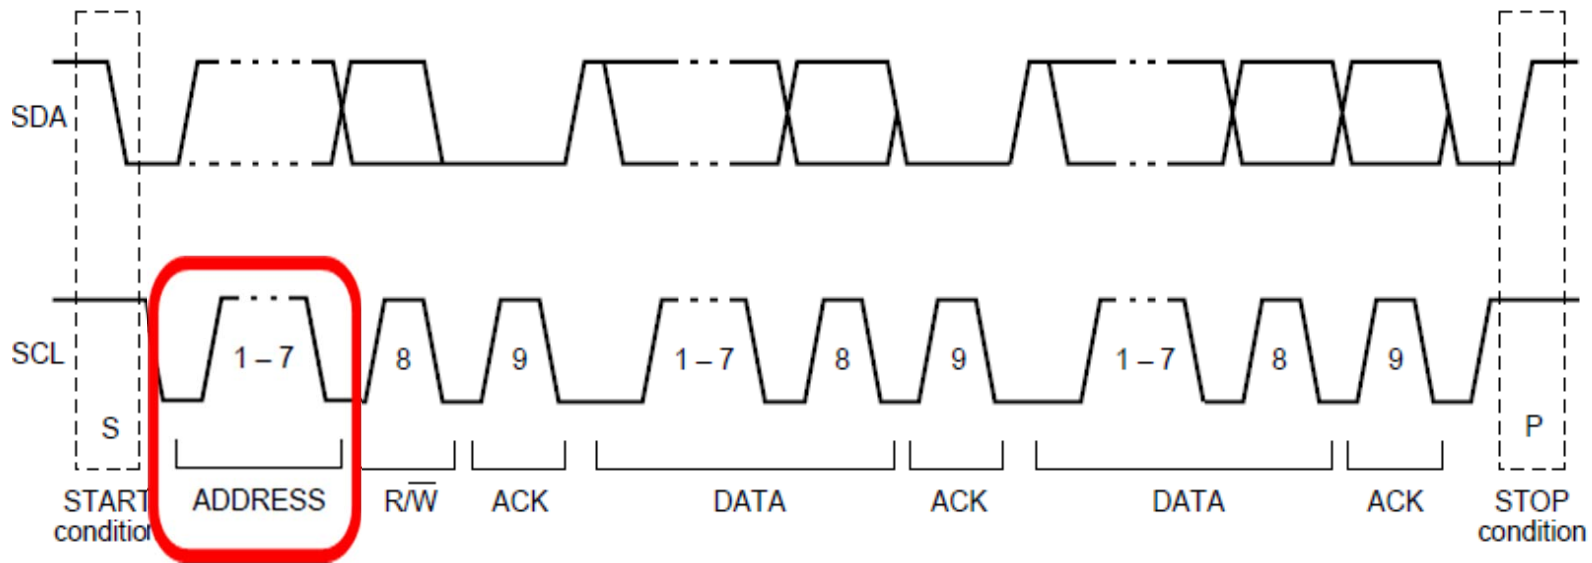 SDA
SCL
1 – 7
8
9
1 – 7
8
9
1 – 7
8
9
S
P
START
condition
ADDRESS
R/W̅
ACK
DATA
ACK
DATA
ACK
STOP
condition